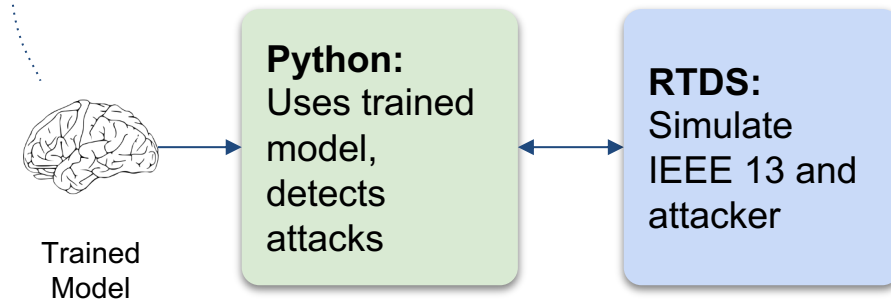 Python:
Uses trained
model,
detects
attacks
RTDS:
Simulate
IEEE 13 and
attacker
Trained
Model